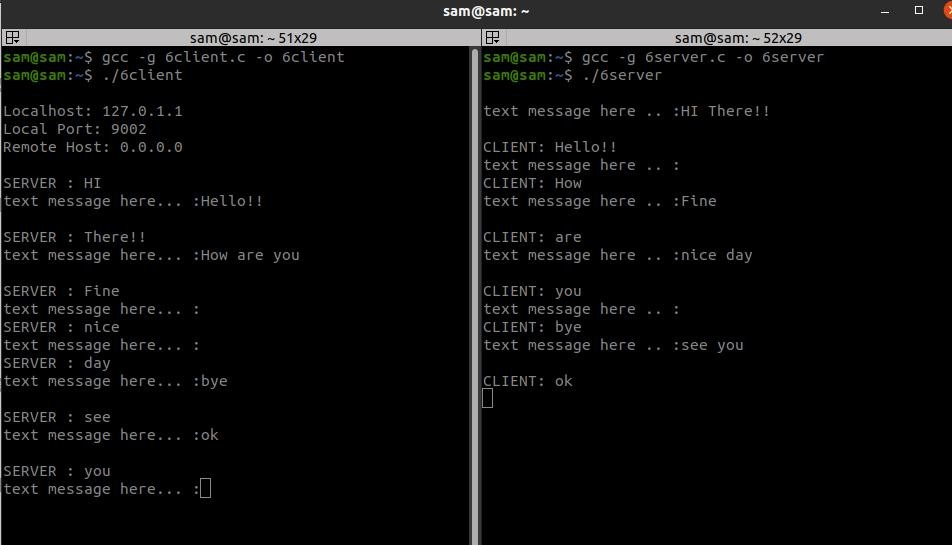 sam@sam: ~
sam@sam: ~ 51x29
sam@sam:~$ gcc -g 6client.c -o 6client
sam@sam:~$ ./6client
Localhost: 127.0.1.1
Local Port: 9002
Remote Host: 0.0.0.0
SERVER : HI
text message here... :Hello!!
SERVER : There!!
text message here... :How are you
SERVER : Fine
text message here... :
SERVER : nice
text message here... :
SERVER : day
text message here... :bye
SERVER : see
text message here... :ok
SERVER : you
text message here... :
sam@sam: ~ 52x29
sam@sam:~$ gcc -g 6server.c -o 6server
sam@sam:~$ ./6server
text message here .. :HI There!!
CLIENT: Hello!!
text message here .. :
CLIENT: How
text message here .. :Fine
CLIENT: are
text message here .. :nice day
CLIENT: you
text message here .. :
CLIENT: bye
text message here .. :see you
CLIENT: ok